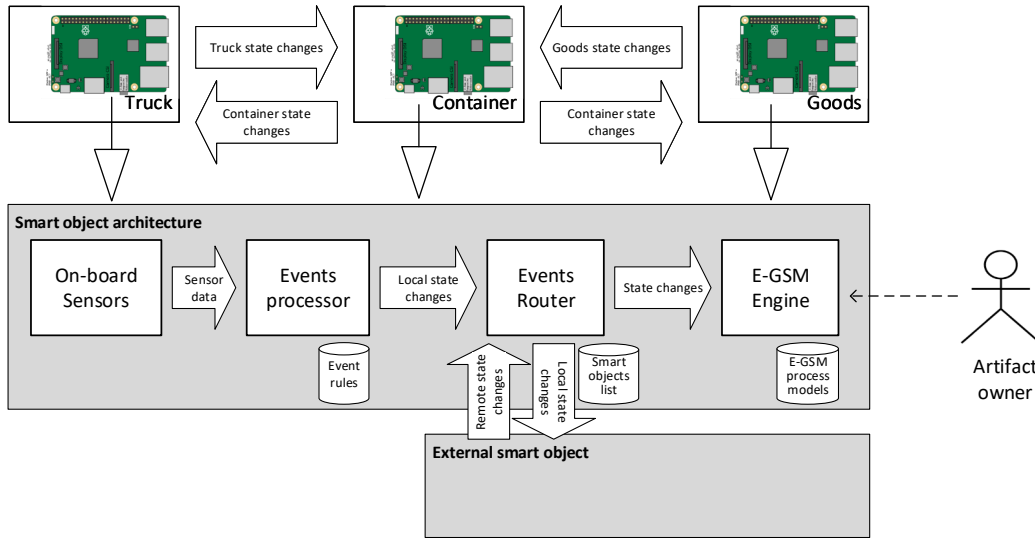 Truck state changes
Goods state changes
Truck
Container
Goods
Container state
changes
Container state
changes
Smart object architecture
On-board
Sensors
Sensor
data
Events
processor
Local state
changes
Events
Router
State changes
E-GSM
Engine
Event
rules
Remote state
changes
Local state
changes
Smart
objects
list
E-GSM
process
models
Artifact
owner
External smart object